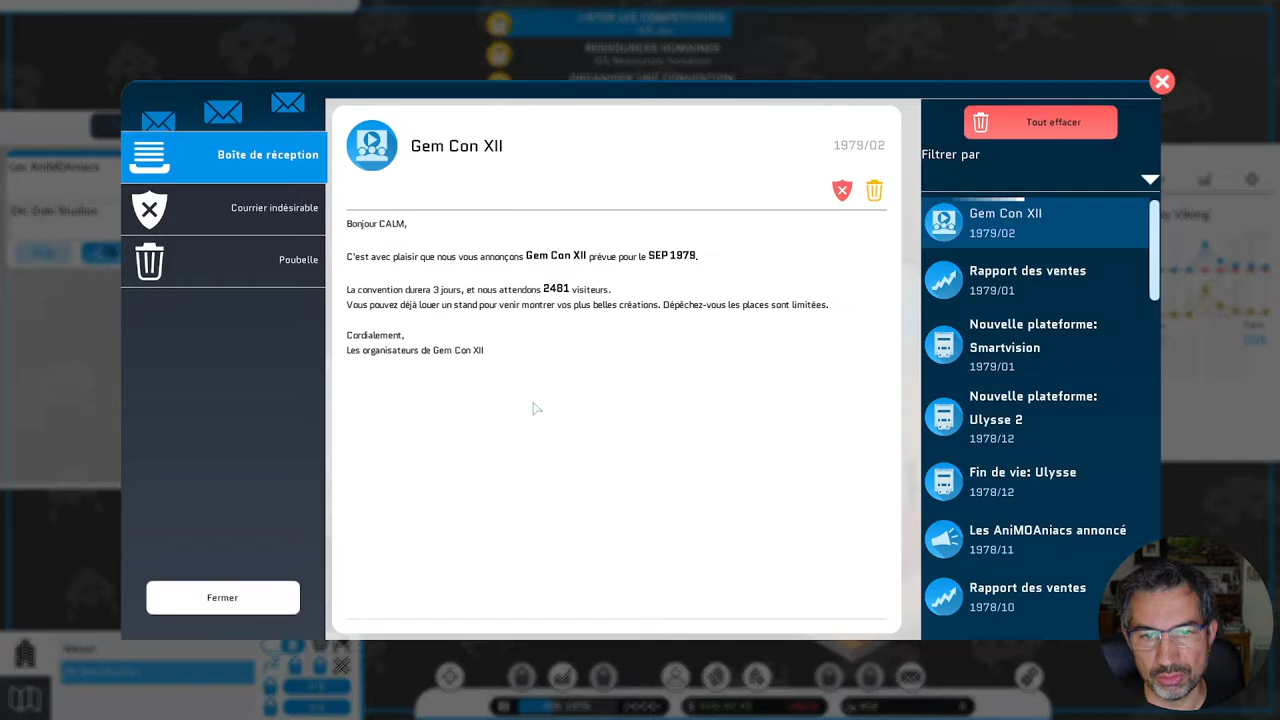 DÉFIER LES COMPÉTITEURS
RESSOURCES HUMAINES
Boîte de réception
Courrier indésirable
Poubelle
Fermer
Gem Con XII
1979/02
Bonjour CALM,
C'est avec plaisir que nous vous annonçons Gem Con XII prévue pour le SEP 1979.
La convention durera 3 jours, et nous attendons 2481 visiteurs.
Vous pouvez déjà louer un stand pour venir montrer vos plus belles créations. Dépêchez-vous les places sont limitées.
Cordialement,
Les organisateurs de Gem Con XII
Tout effacer
Filtrer par
Gem Con XII
1979/02
Rapport des ventes
1979/01
Nouvelle plateforme:
Smartvision
1979/01
Nouvelle plateforme:
Ulysse 2
1978/12
Fin de vie: Ulysse
1978/12
Les AniMOAniacs annoncé
1978/11
Rapport des ventes
1978/10